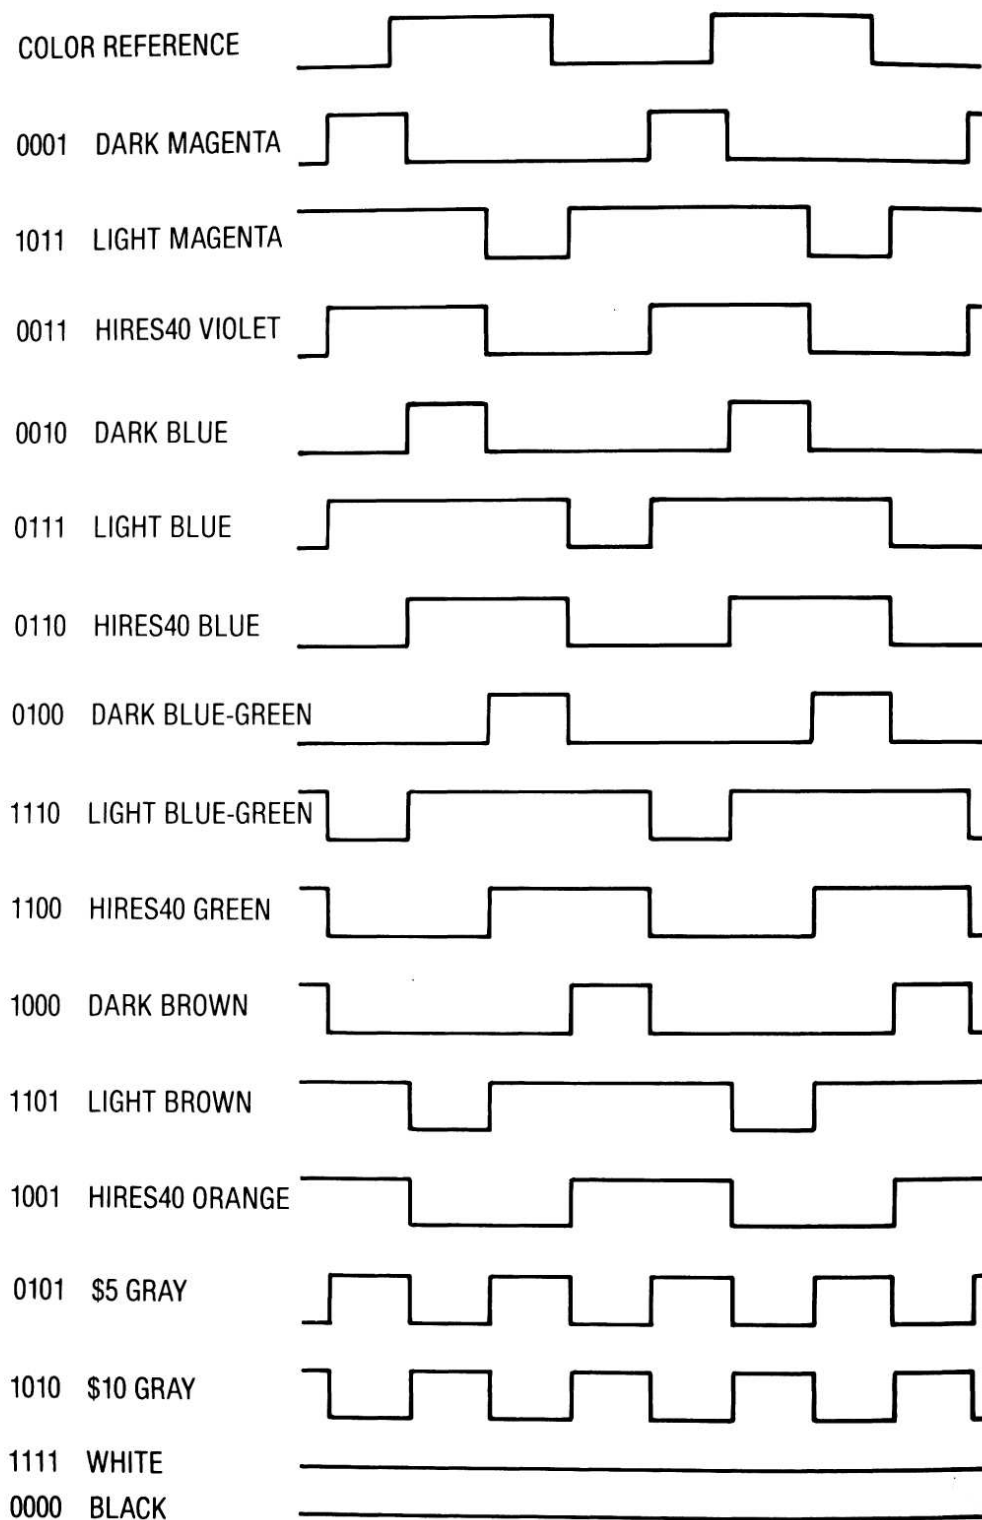 COLOR REFERENCE
0001 DARK MAGENTA
1011 LIGHT MAGENTA
0011 HIRES40 VIOLET
0010 DARK BLUE
0111 LIGHT BLUE
0110 HIRES40 BLUE
0100 DARK BLUE-GREEN
1110 LIGHT BLUE-GREEN
1100 HIRES40 GREEN
1000 DARK BROWN
1101 LIGHT BROWN
1001 HIRES40 ORANGE
0101 $5 GRAY
1010 $10 GRAY
1111 WHITE
0000 BLACK